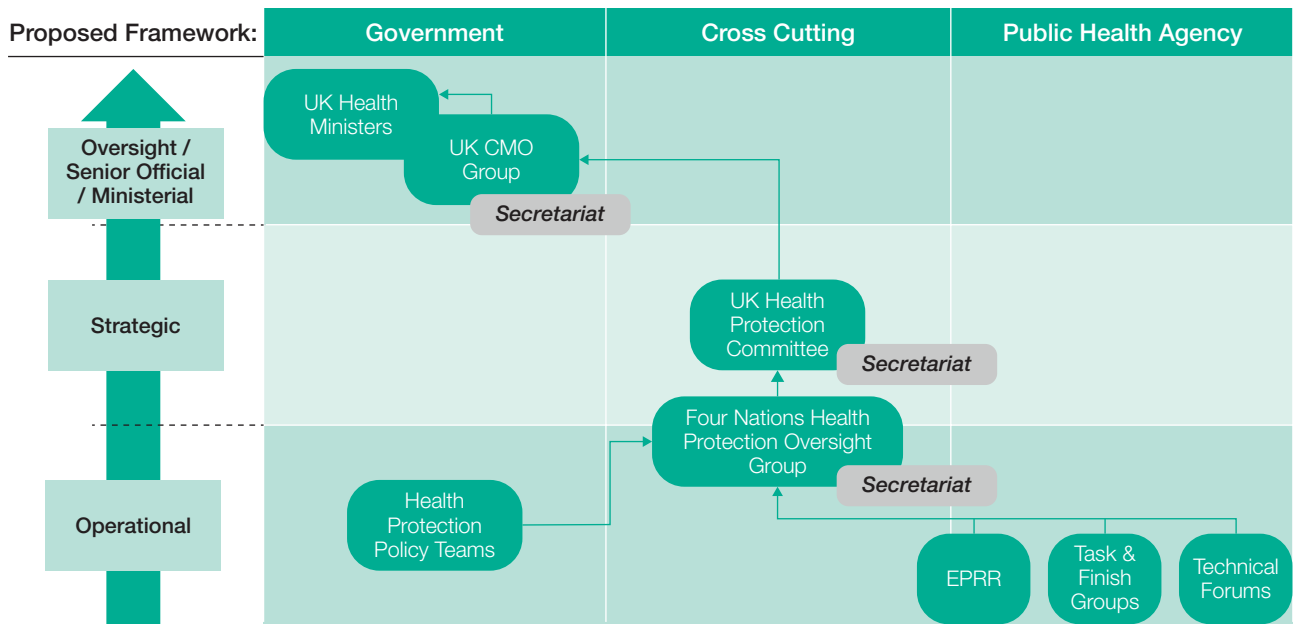 Proposed Framework:
Government
Cross Cutting
Public Health Agency
Oversight /
Senior Official
/ Ministerial
UK Health
Ministers
UK CMO
Group
Secretariat
Strategic
UK Health
Protection
Committee
Secretariat
Four Nations Health
Protection Oversight
Group
Secretariat
Operational
Health
Protection
Policy Teams
EPRR
Task &
Finish
Groups
Technical
Forums